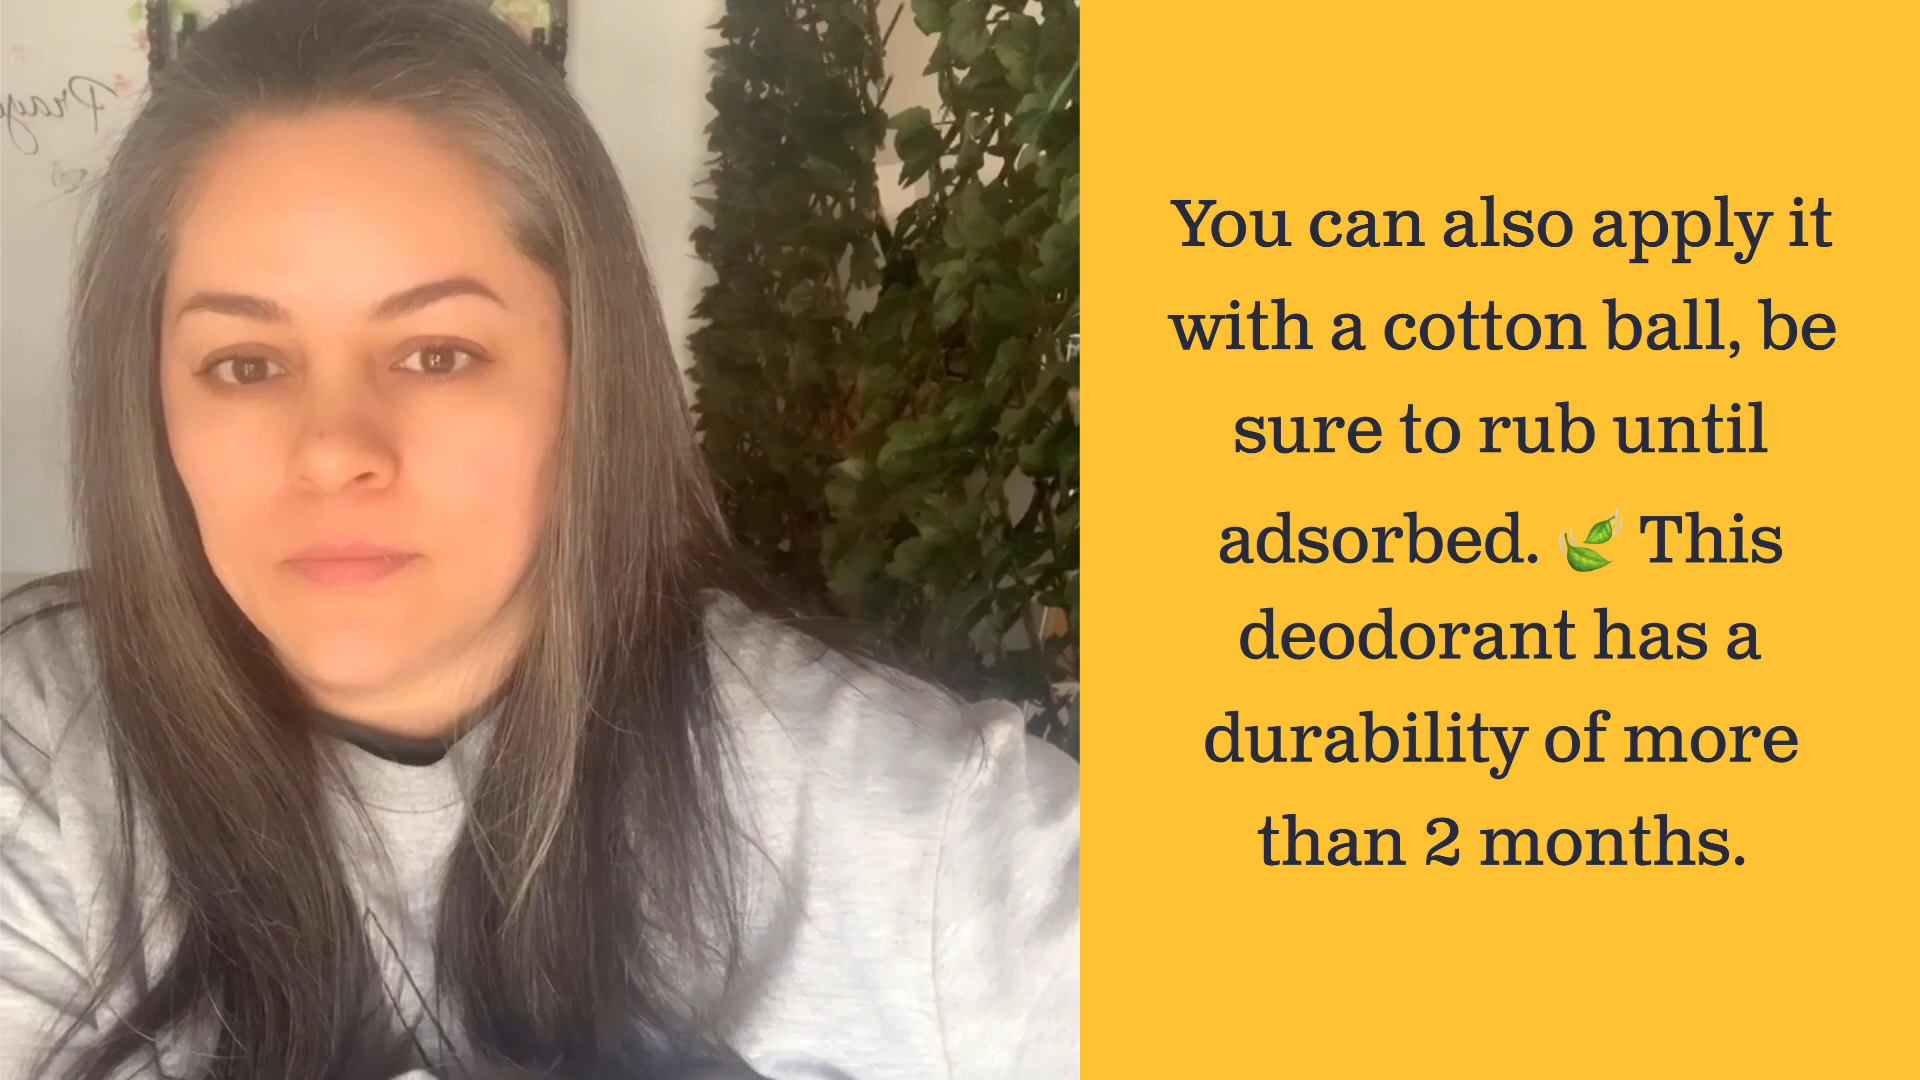 Pray
You can also apply it
with a cotton ball, be
sure to rub until
adsorbed. 🌿 This
deodorant has a
durability of more
than 2 months.